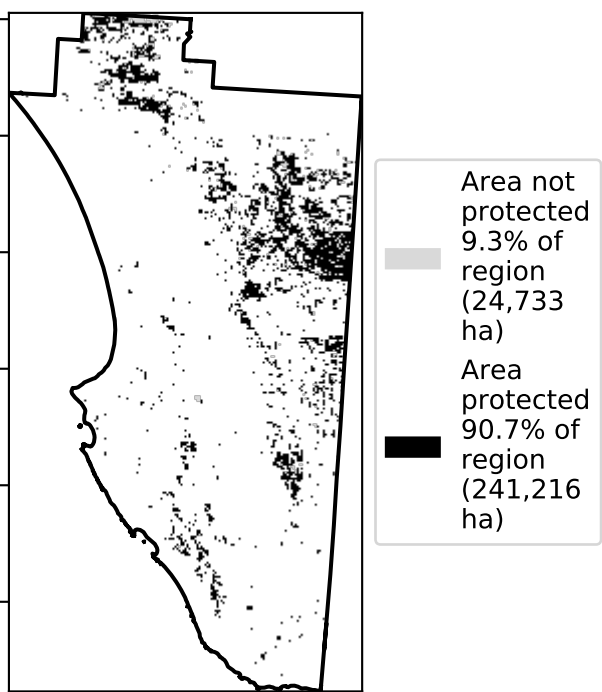 Area not
protected
9.3% of
region
(24,733
ha)
Area
protected
90.7% of
region
(241,216
ha)